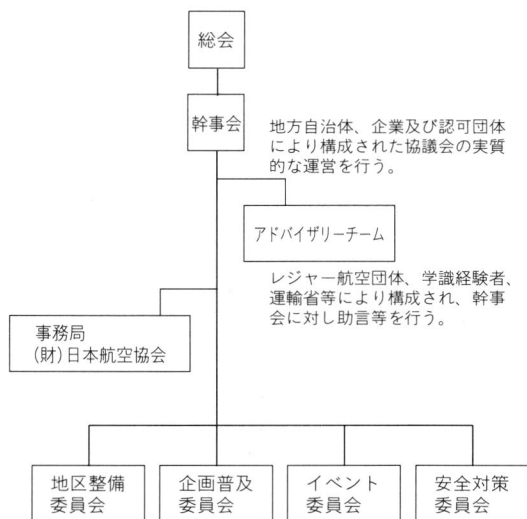 総会
幹事会
地方自治体、企業及び認可団体
により構成された協議会の実質
的な運営を行う。
アドバイザリーチーム
レジャー航空団体、学識経験者、
運輸省等により構成され、幹事
会に対し助言等を行う。
事務局
(財)日本航空協会
地区整備
委員会
企画普及
委員会
イベント
委員会
安全対策
委員会